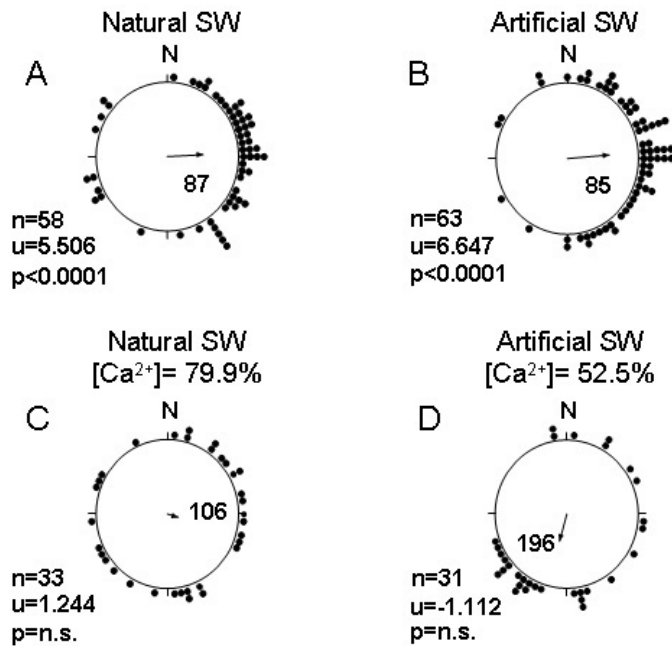 Natural SW
N
A
87
n=58
u=5.506
p<0.0001
Artificial SW
N
B
85
n=63
u=6.647
p<0.0001
Natural SW
[Ca²⁺]= 79.9%
N
C
106
n=33
u=1.244
p=n.s.
Artificial SW
[Ca²⁺]= 52.5%
N
D
196
n=31
u=-1.112
p=n.s.